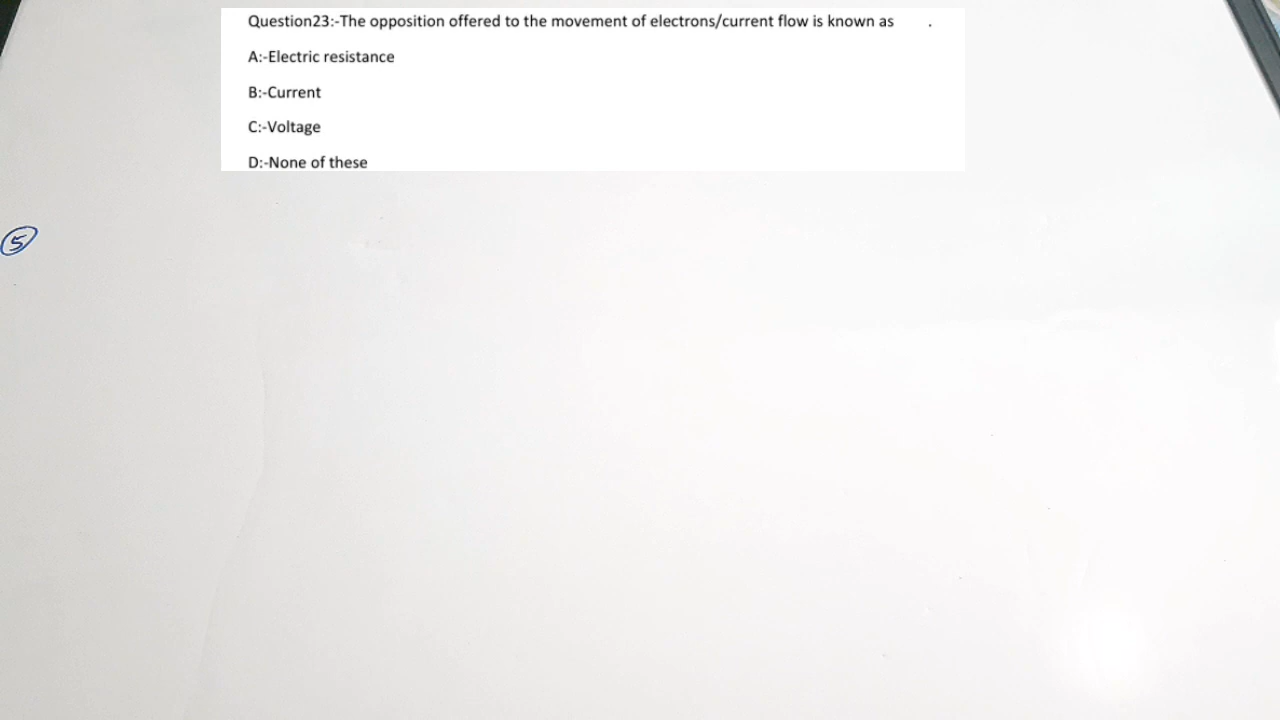 Question23:-The opposition offered to the movement of electrons/current flow is known as .
A:-Electric resistance
B:-Current
C:-Voltage
D:-None of these
5